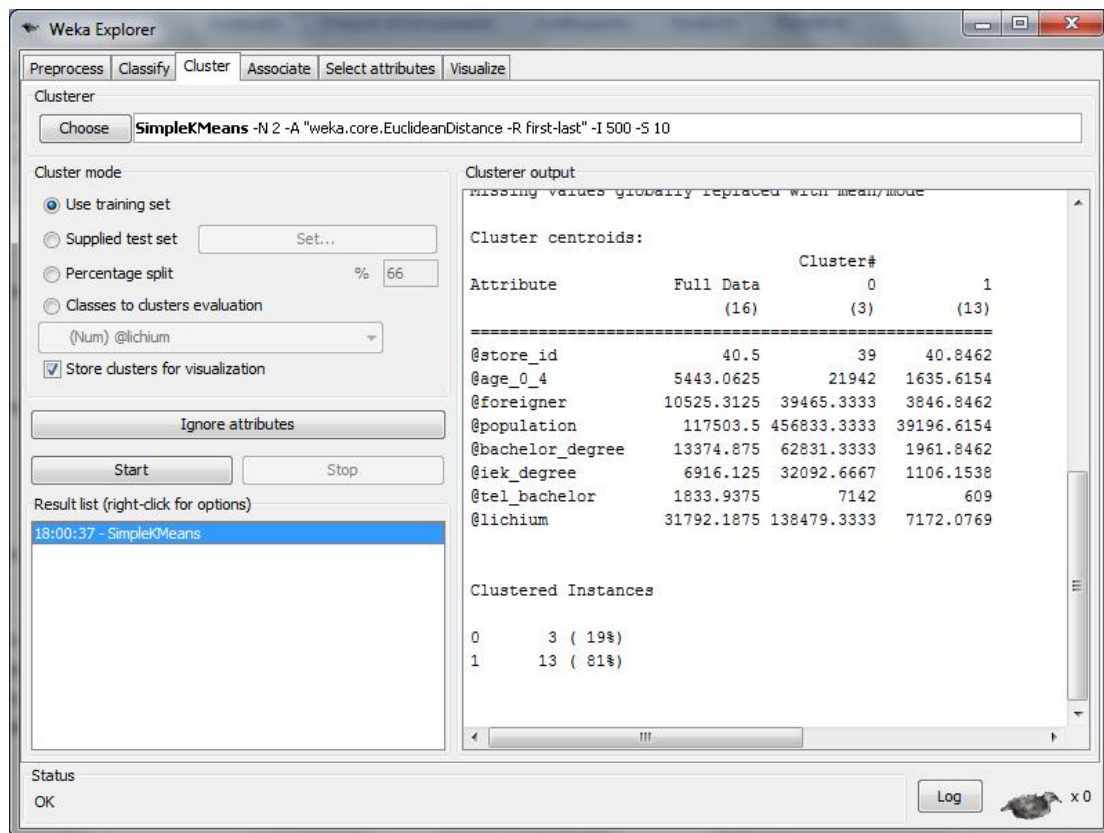 Weka Explorer
Preprocess Classify Cluster Associate Select attributes Visualize
Clusterer
Choose SimpleKMeans -N 2 -A "weka.core.EuclideanDistance -R first-last" -I 500 -S 10
Cluster mode
Use training set
Supplied test set Set...
Percentage split % 66
Classes to clusters evaluation
(Num) @lichium
Store clusters for visualization
Ignore attributes
Start Stop
Result list (right-click for options)
18:00:37 - SimpleKMeans
Clusterer output
Missing values globally replaced with mean/mode
Cluster centroids:
Cluster#
Attribute Full Data 0 1
(16) (3) (13)
==========================================================
@store_id 40.5 39 40.8462
@age_0_4 5443.0625 21942 1635.6154
@foreigner 10525.3125 39465.3333 3846.8462
@population 117503.5 456833.3333 39196.6154
@bachelor_degree 13374.875 62831.3333 1961.8462
@iek_degree 6916.125 32092.6667 1106.1538
@tel_bachelor 1833.9375 7142 609
@lichium 31792.1875 138479.3333 7172.0769
Clustered Instances
0 3 ( 19%)
1 13 ( 81%)
Status
OK
Log x 0